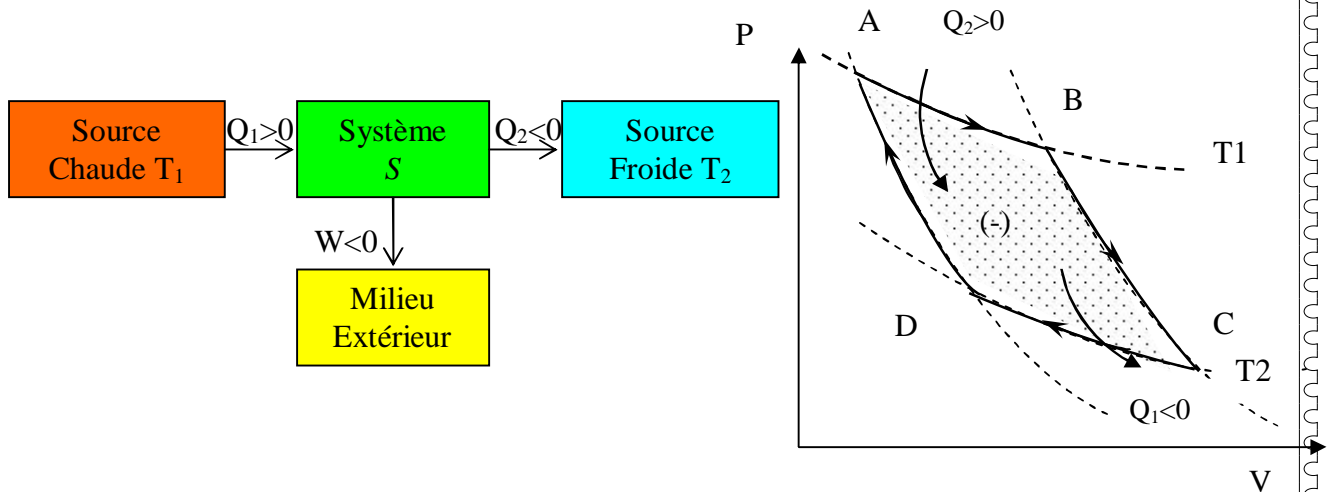 Source
Chaude T₁
Q₁>0
Système
S
Q₂<0
Source
Froide T₂
W<0
Milieu
Extérieur
P
A
Q₂>0
B
T1
(-)
D
C
T2
Q₁<0
V